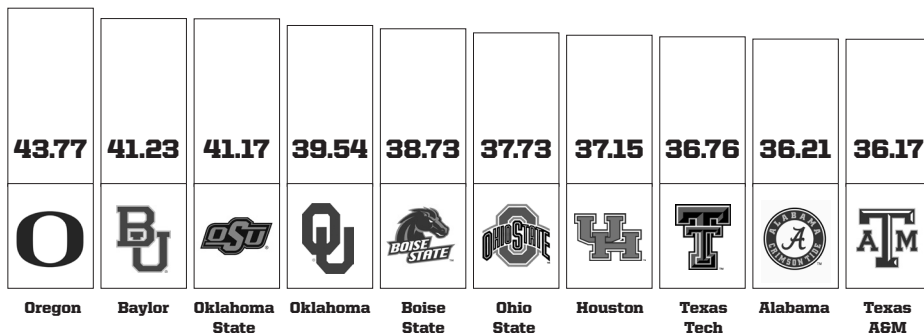 43.77 41.23 41.17 39.54 38.73 37.73 37.15 36.76 36.21 36.17
O BU OSU OU BOISE STATE OHIO STATE UH T ALABAMA A CRIMSON TIDE A T M
Oregon Baylor Oklahoma State Oklahoma Boise State Ohio State Houston Texas Tech Alabama Texas A&M